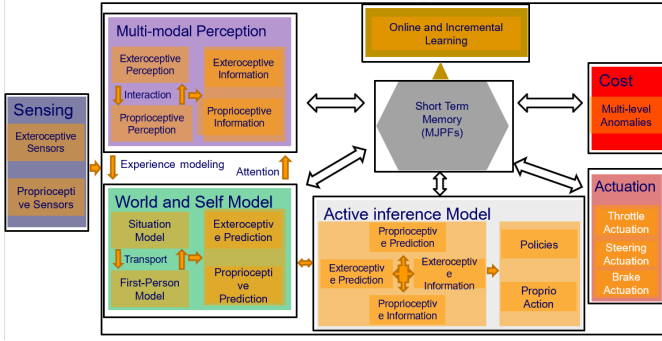 Multi-modal Perception
Exteroceptive
Perception
Exteroceptive
Information
Interaction
Proprioceptive
Perception
Proprioceptive
Information
Online and Incremental
Learning
Short Term
Memory
(MJPFs)
Cost
Multi-level
Anomalies
Sensing
Exteroceptive
Sensors
Propriocepti
ve Sensors
Experience modeling
Attention
World and Self Model
Situation
Model
Exteroceptiv
e Prediction
Transport
First-Person
Model
Propriocepti
ve
Prediction
Active inference Model
Proprioceptiv
e Prediction
Exteroceptiv
e Prediction
Exteroceptiv
e Information
Proprioceptiv
e Information
Policies
Proprio
Action
Actuation
Throttle
Actuation
Steering
Actuation
Brake
Actuation